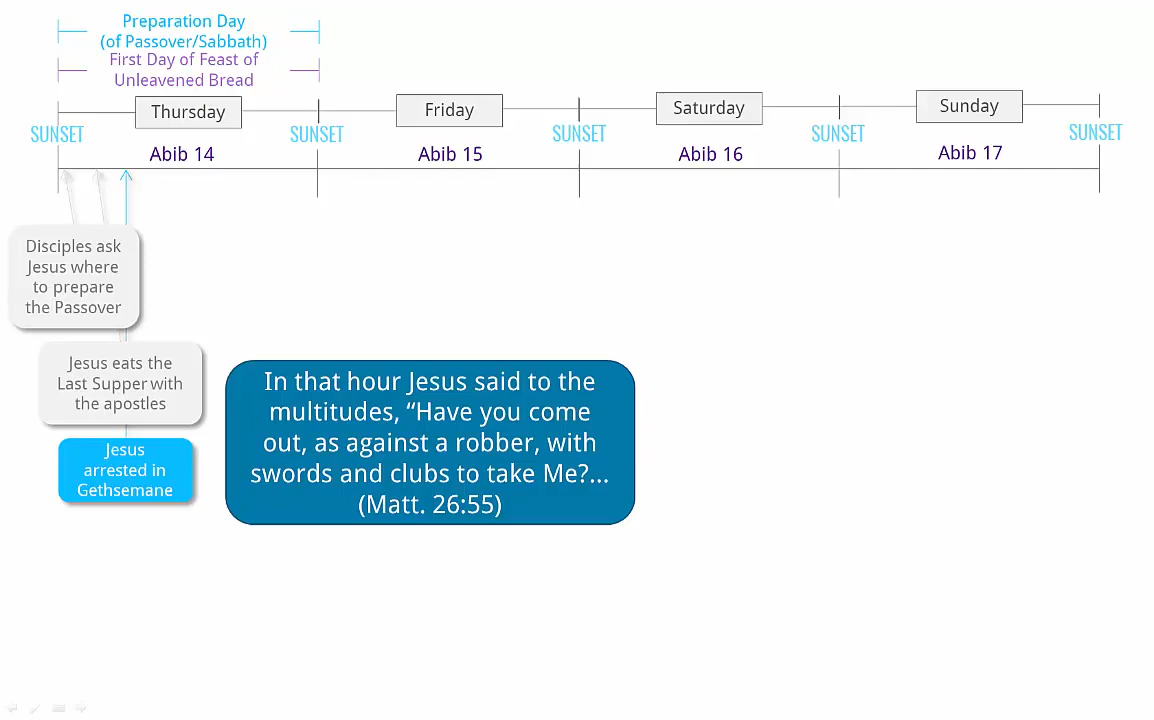 Preparation Day
(of Passover/Sabbath)
First Day of Feast of
Unleavened Bread
Thursday
Friday
Saturday
Sunday
SUNSET
SUNSET
SUNSET
SUNSET
SUNSET
Abib 14
Abib 15
Abib 16
Abib 17
Disciples ask
Jesus where
to prepare
the Passover
Jesus eats the
Last Supper with
the apostles
Jesus
arrested in
Gethsemane
In that hour Jesus said to the
multitudes, “Have you come
out, as against a robber, with
swords and clubs to take Me?...
(Matt. 26:55)